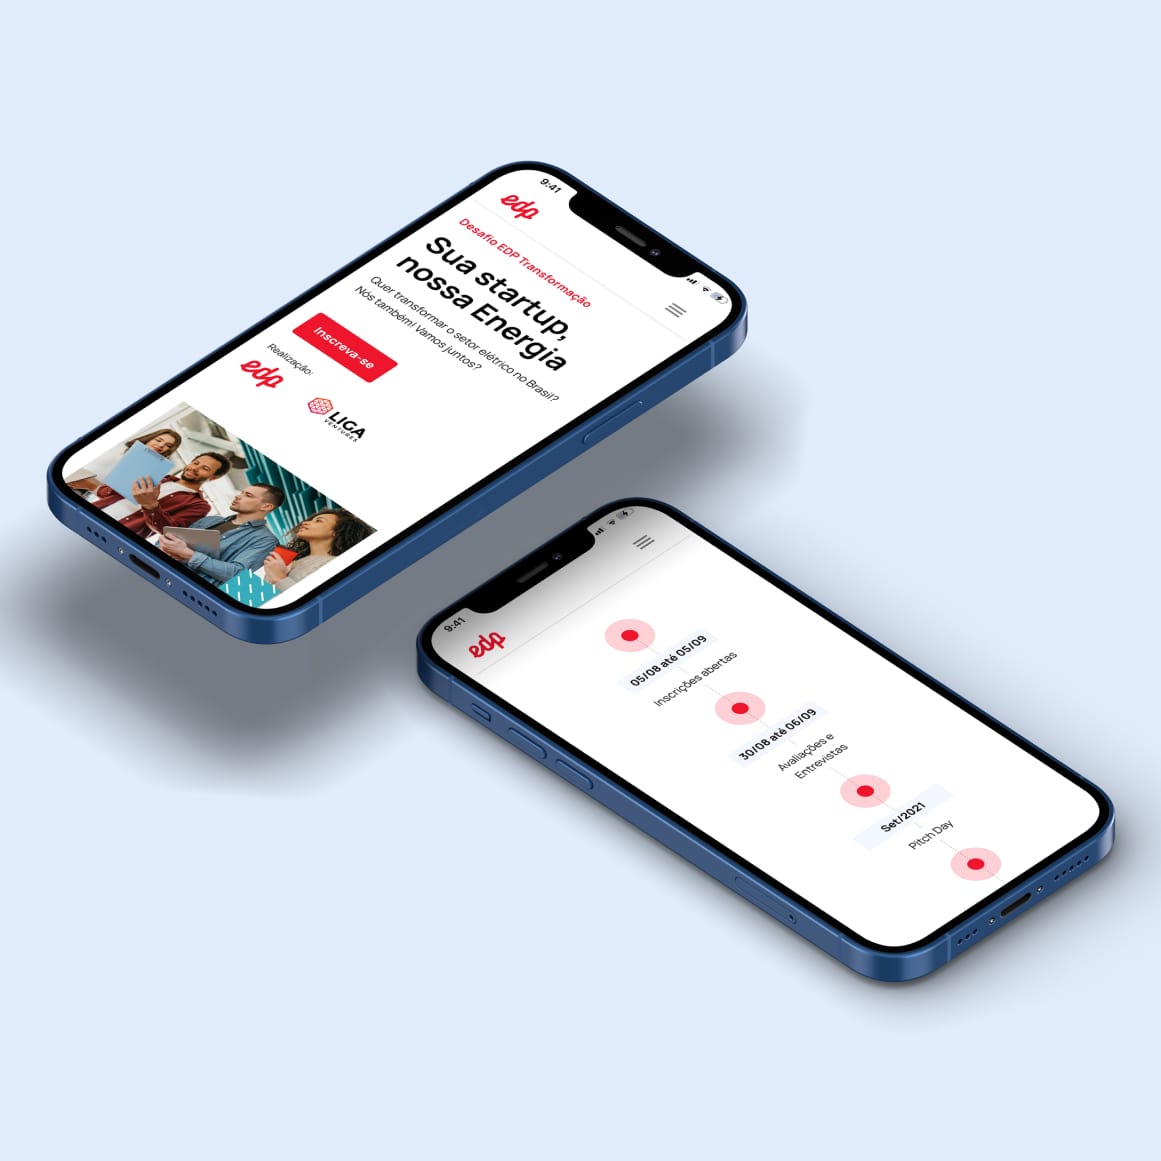 9:41
edp
Desafio EDP Transformação
Sua startup,
nossa Energia
Quer transformar o setor elétrico no Brasil?
Nós também! Vamos juntos?
Inscreva-se
Realização:
edp
LIGA
VENTURES
9:41
edp
05/08 até 05/09
Inscrições abertas
30/08 até 06/09
Avaliações e
Entrevistas
Set/2021
Pitch Day